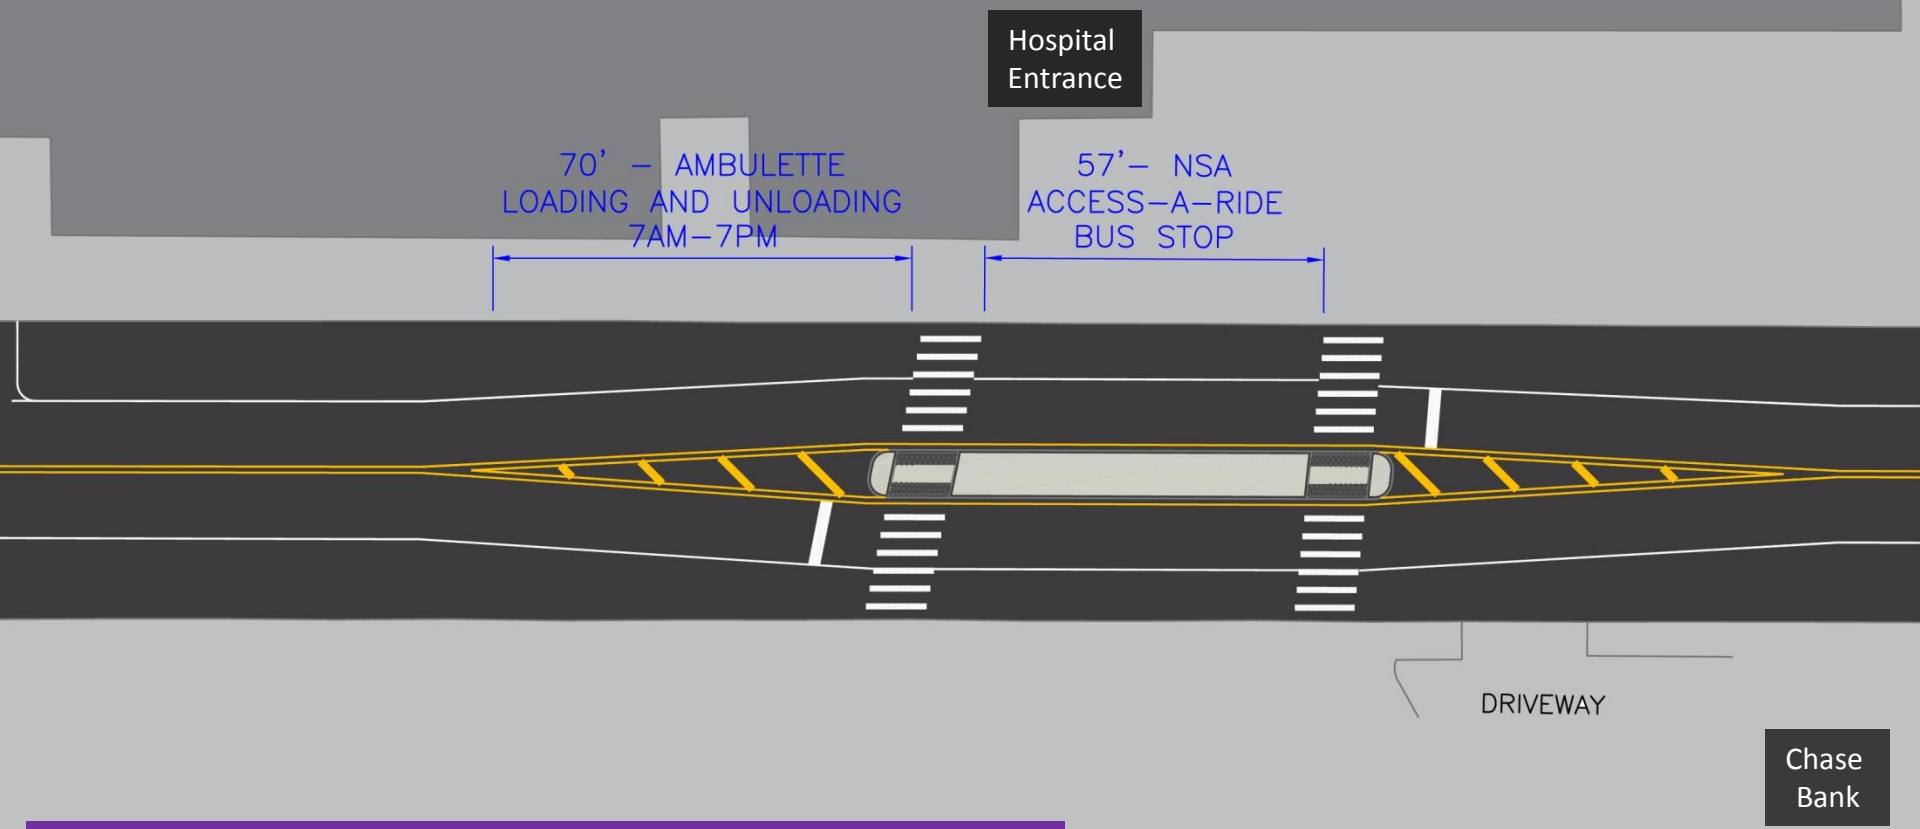 Hospital
Entrance
70' - AMBULETTE
LOADING AND UNLOADING
7AM-7PM
57'- NSA
ACCESS-A-RIDE
BUS STOP
DRIVEWAY
Chase
Bank